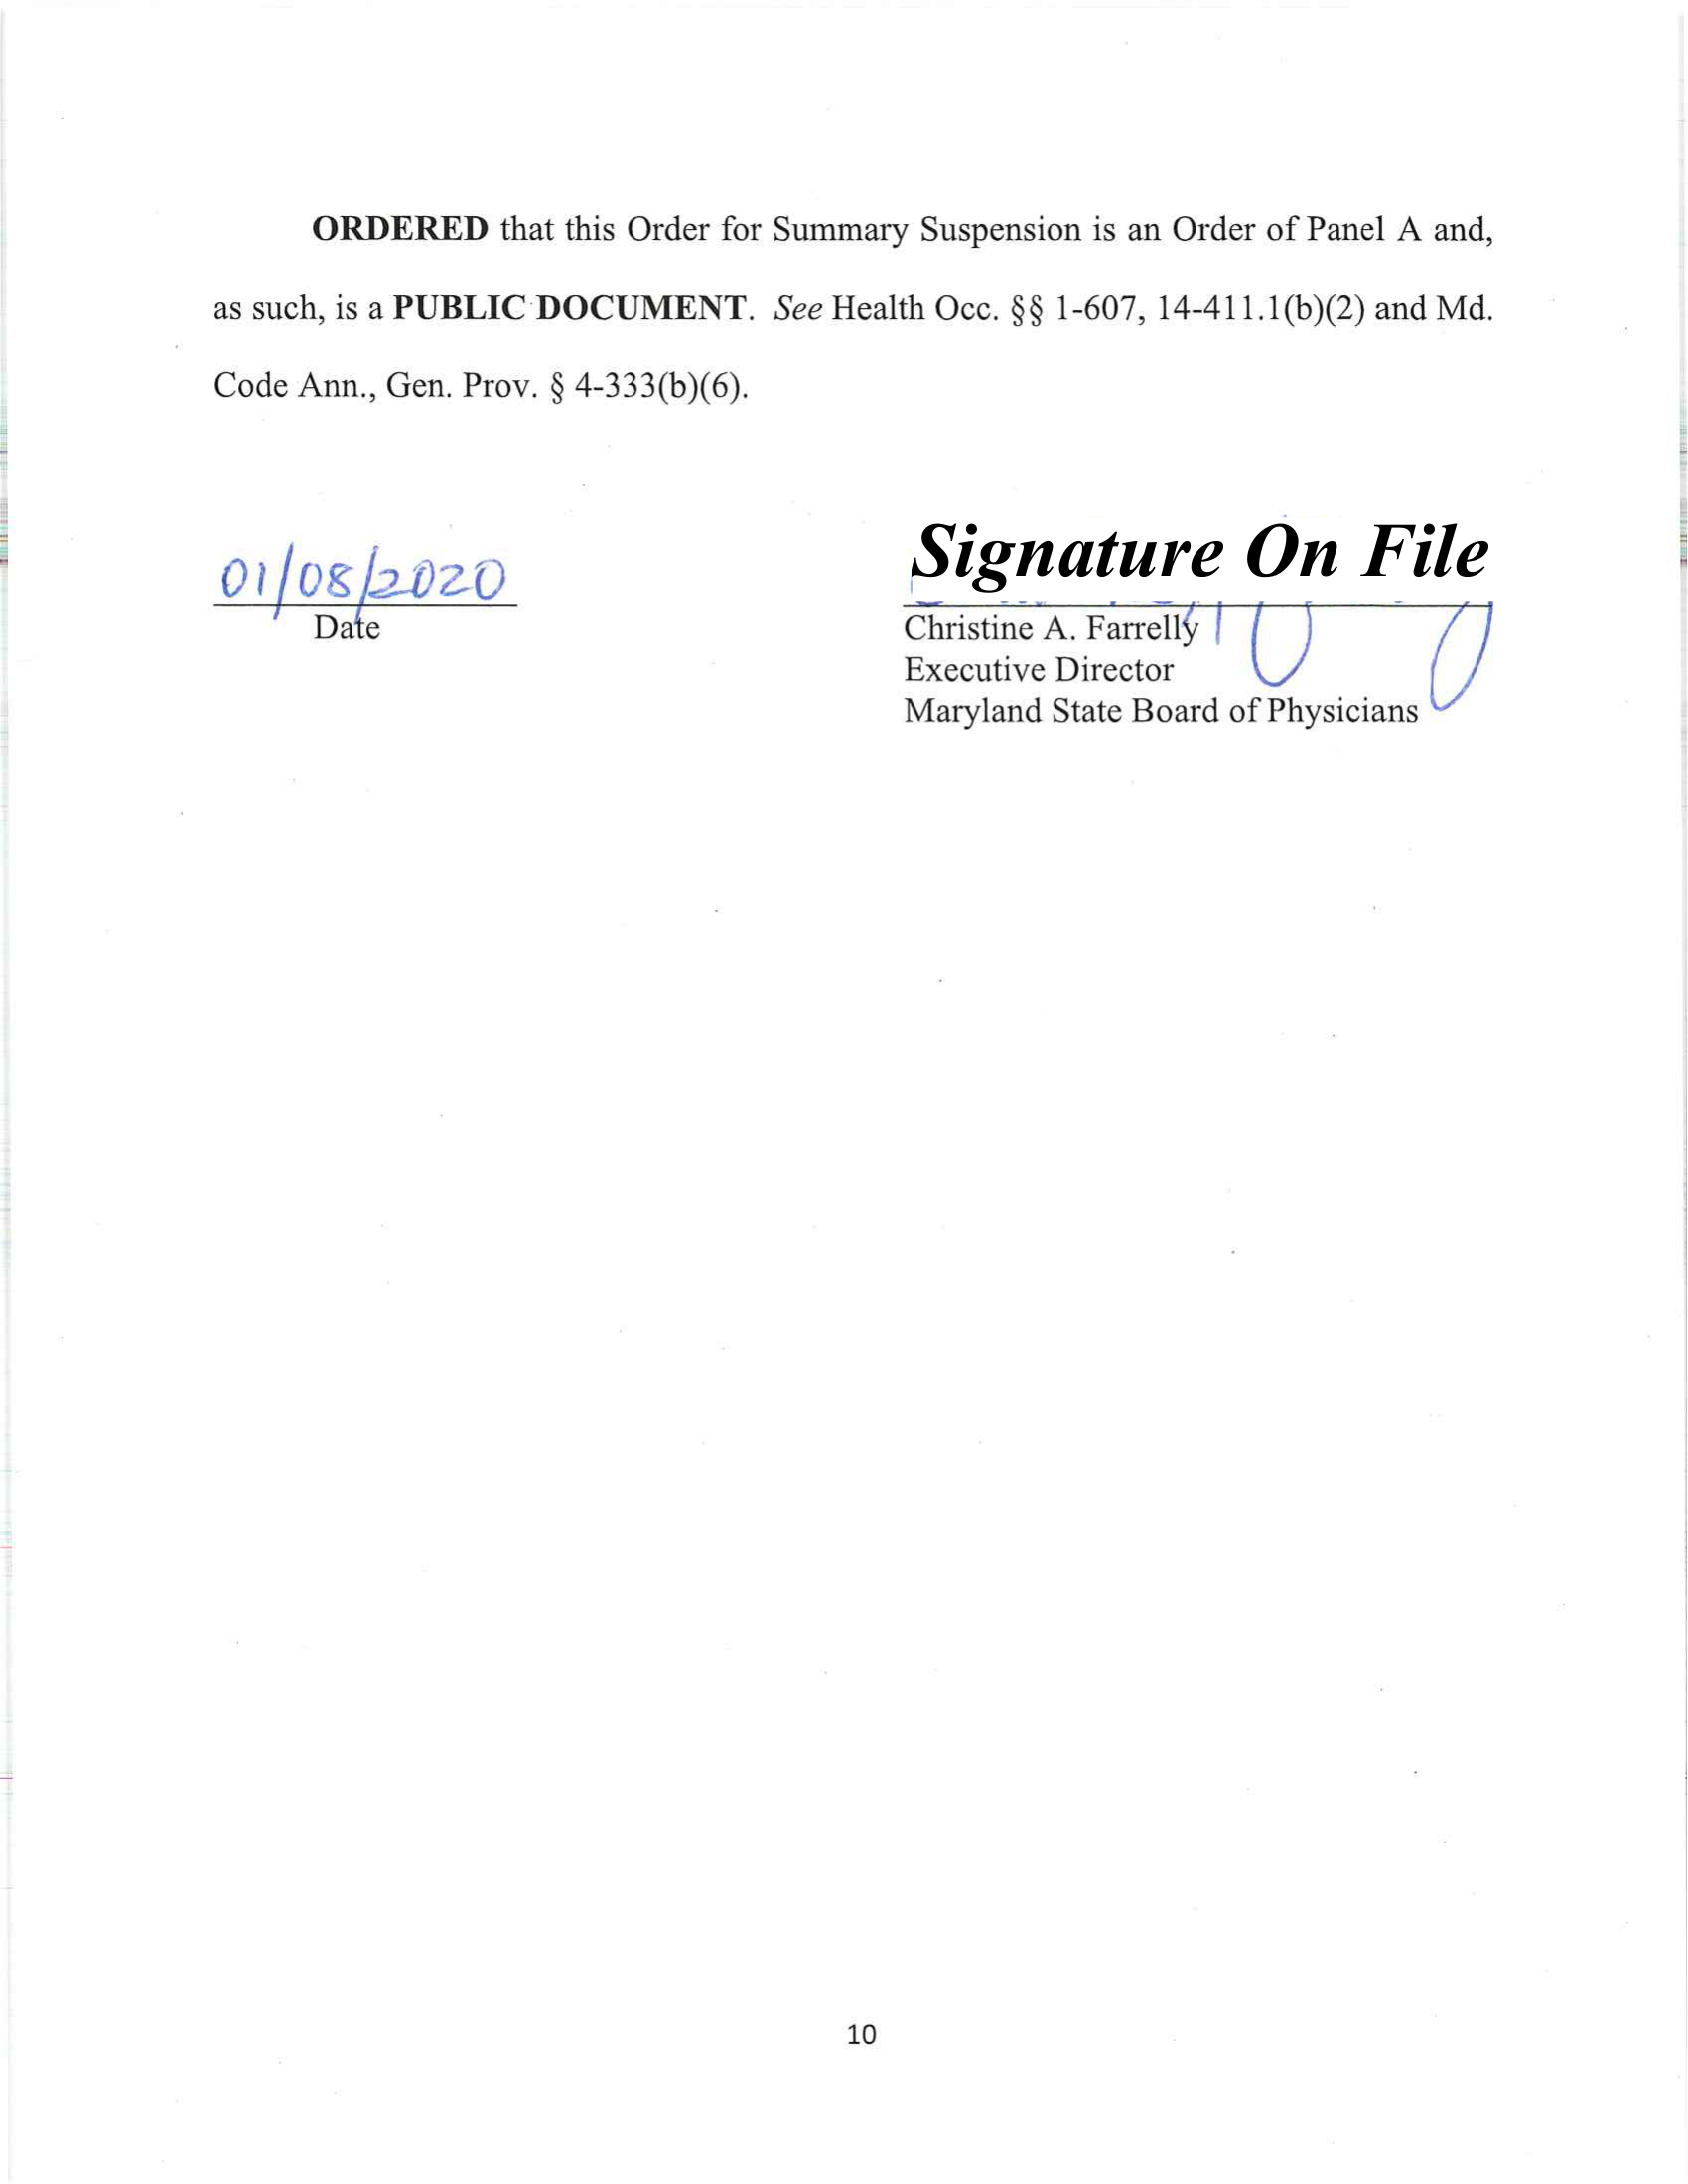 ORDERED that this Order for Summary Suspension is an Order of Panel A and,
as such, is a PUBLIC DOCUMENT. See Health Occ. §§ 1-607, 14-411.1(b)(2) and Md.
Code Ann., Gen. Prov. § 4-333(b)(6).
01/08/2020
Date
Signature On File
Christine A. Farrelly
Executive Director
Maryland State Board of Physicians
10